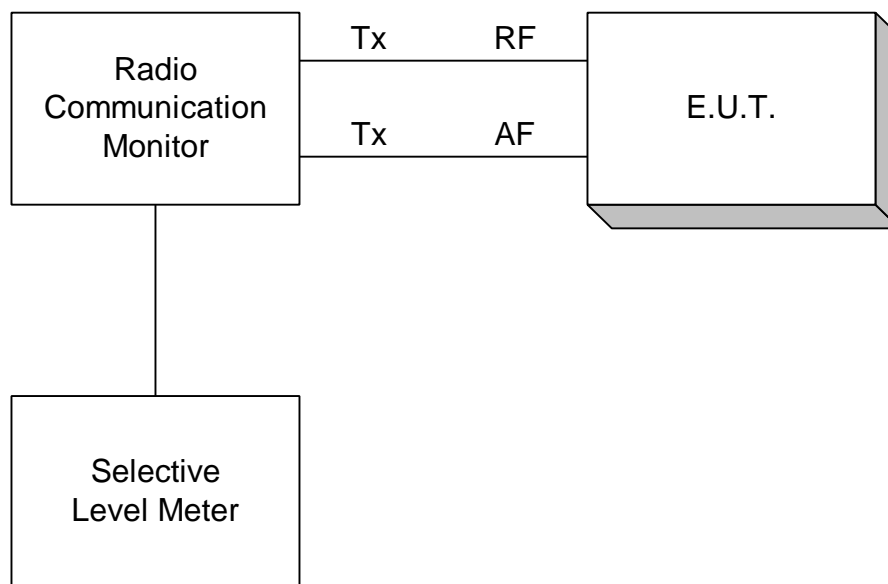 Radio
Communication
Monitor
Tx RF
Tx AF
E.U.T.
Selective
Level Meter